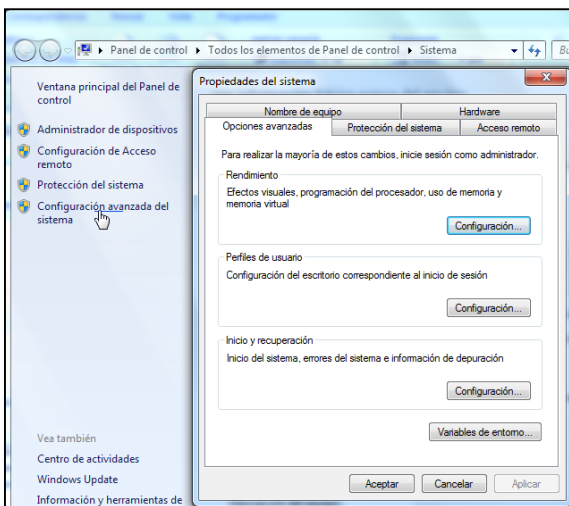 Panel de control ▸ Todos los elementos de Panel de control ▸ Sistema
Ventana principal del Panel de
control
Administrador de dispositivos
Configuración de Acceso
remoto
Protección del sistema
Configuración avanzada del
sistema
Vea también
Centro de actividades
Windows Update
Información y herramientas de
Propiedades del sistema
Nombre de equipo
Hardware
Opciones avanzadas
Protección del sistema
Acceso remoto
Para realizar la mayoría de estos cambios, inicie sesión como administrador.
Rendimiento
Efectos visuales, programación del procesador, uso de memoria y
memoria virtual
Configuración...
Perfiles de usuario
Configuración del escritorio correspondiente al inicio de sesión
Configuración...
Inicio y recuperación
Inicio del sistema, errores del sistema e información de depuración
Configuración...
Variables de entorno...
Aceptar
Cancelar
Aplicar